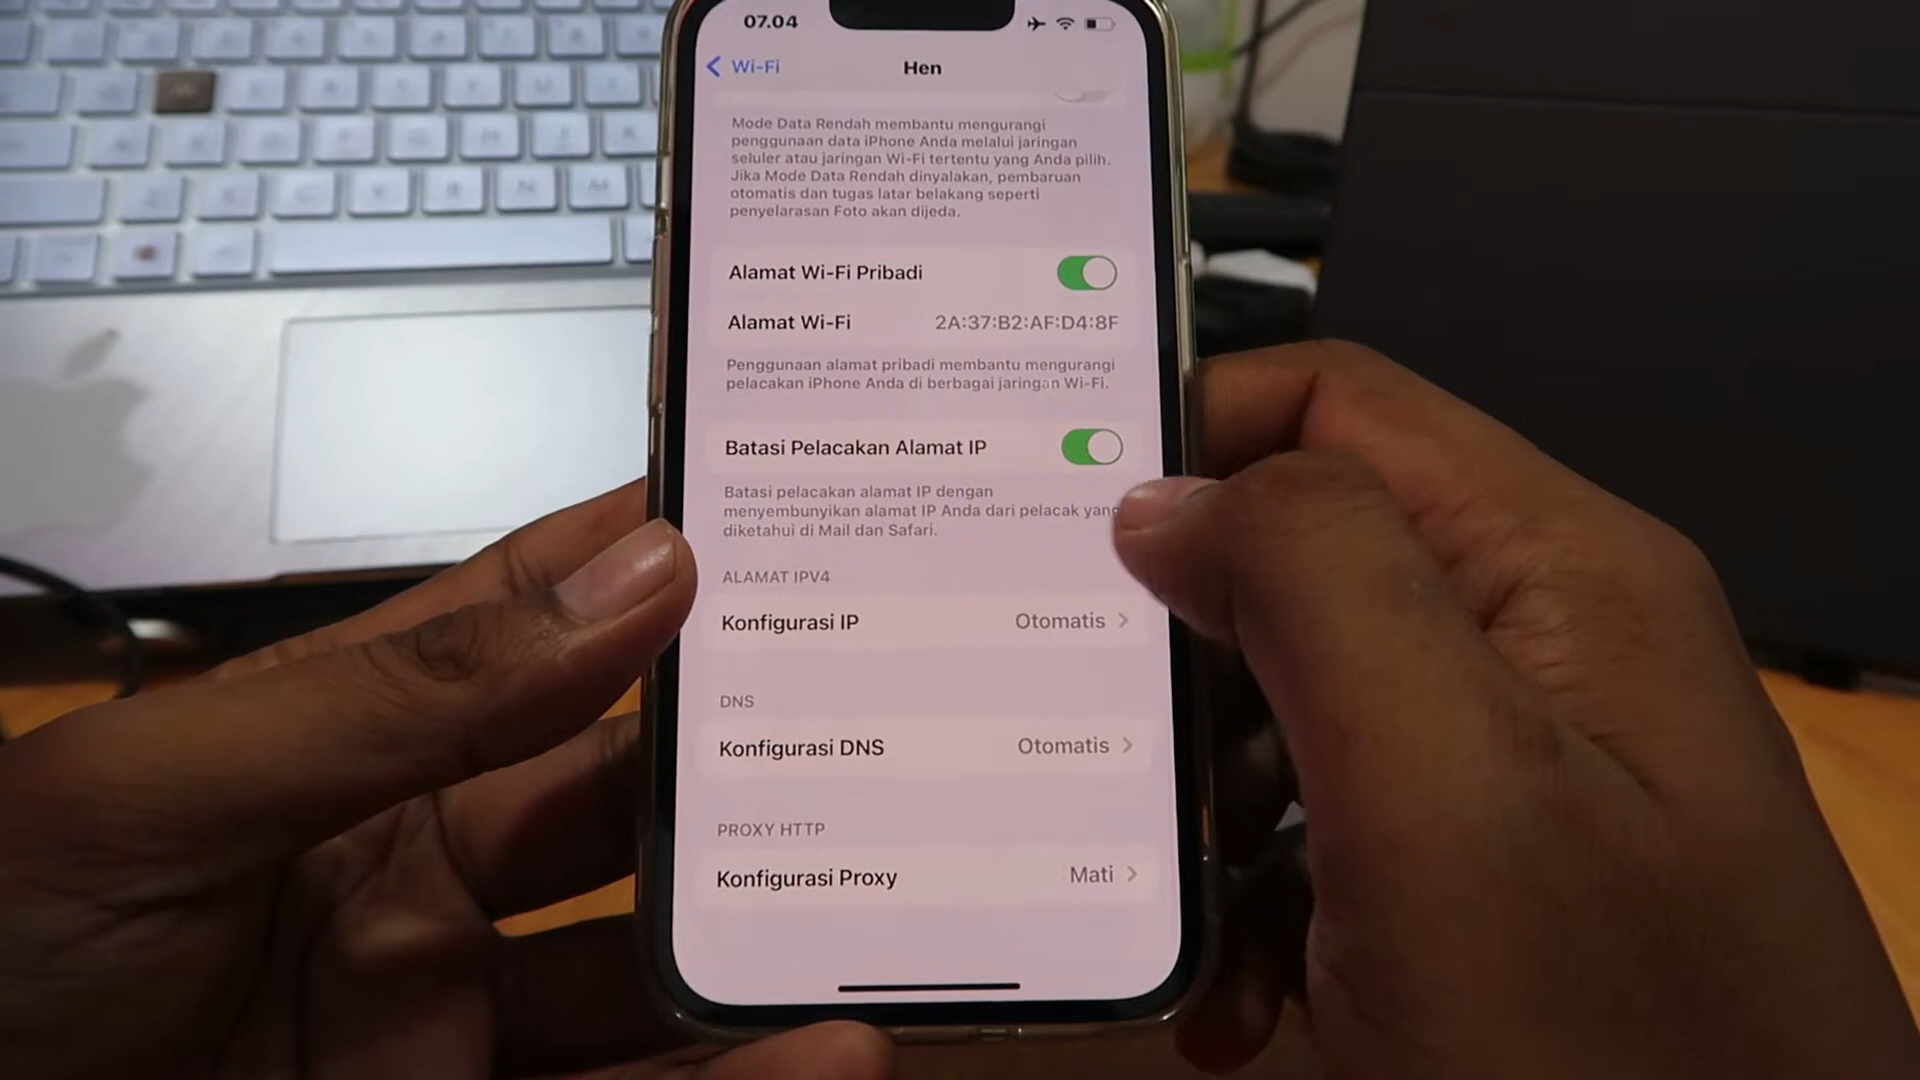 07.04
Wi-Fi
Hen
Mode Data Rendah membantu mengurangi
penggunaan data iPhone Anda melalui jaringan
seluler atau jaringan Wi-Fi tertentu yang Anda pilih.
Jika Mode Data Rendah dinyalakan, pembaruan
otomatis dan tugas latar belakang seperti
penyelarasan Foto akan dijeda.
Alamat Wi-Fi Pribadi
Alamat Wi-Fi 2A:37:B2:AF:D4:8F
Penggunaan alamat pribadi membantu mengurangi
pelacakan iPhone Anda di berbagai jaringan Wi-Fi.
Batasi Pelacakan Alamat IP
Batasi pelacakan alamat IP dengan
menyembunyikan alamat IP Anda dari pelacak yang
diketahui di Mail dan Safari.
ALAMAT IPV4
Konfigurasi IP Otomatis
DNS
Konfigurasi DNS Otomatis
PROXY HTTP
Konfigurasi Proxy Mati